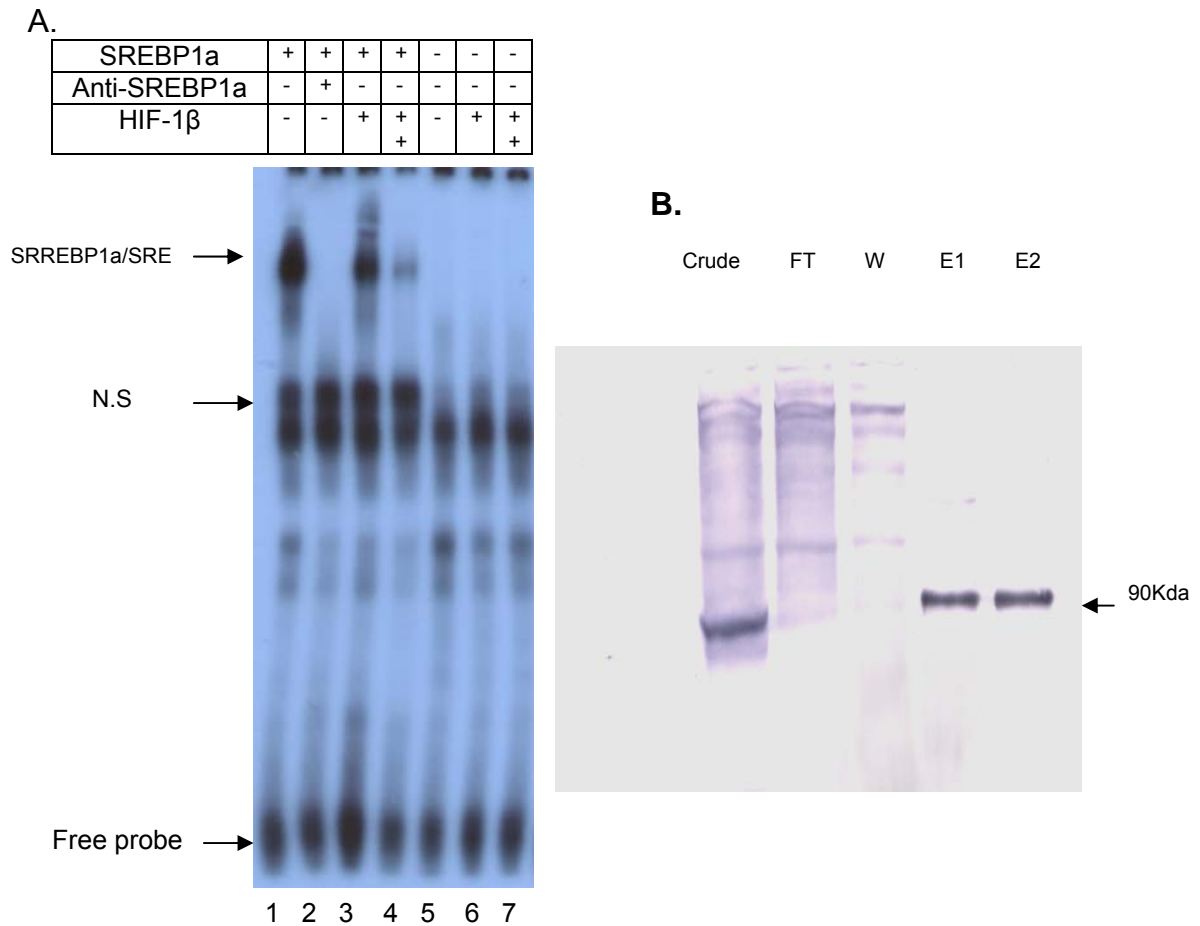 A.
SREBP1a + + + + - - -
Anti-SREBP1a - + - - - - -
HIF-1β - - + + - + +
+ +
SRREBP1a/SRE
N.S
Free probe
1 2 3 4 5 6 7
B.
Crude FT W E1 E2
90Kda